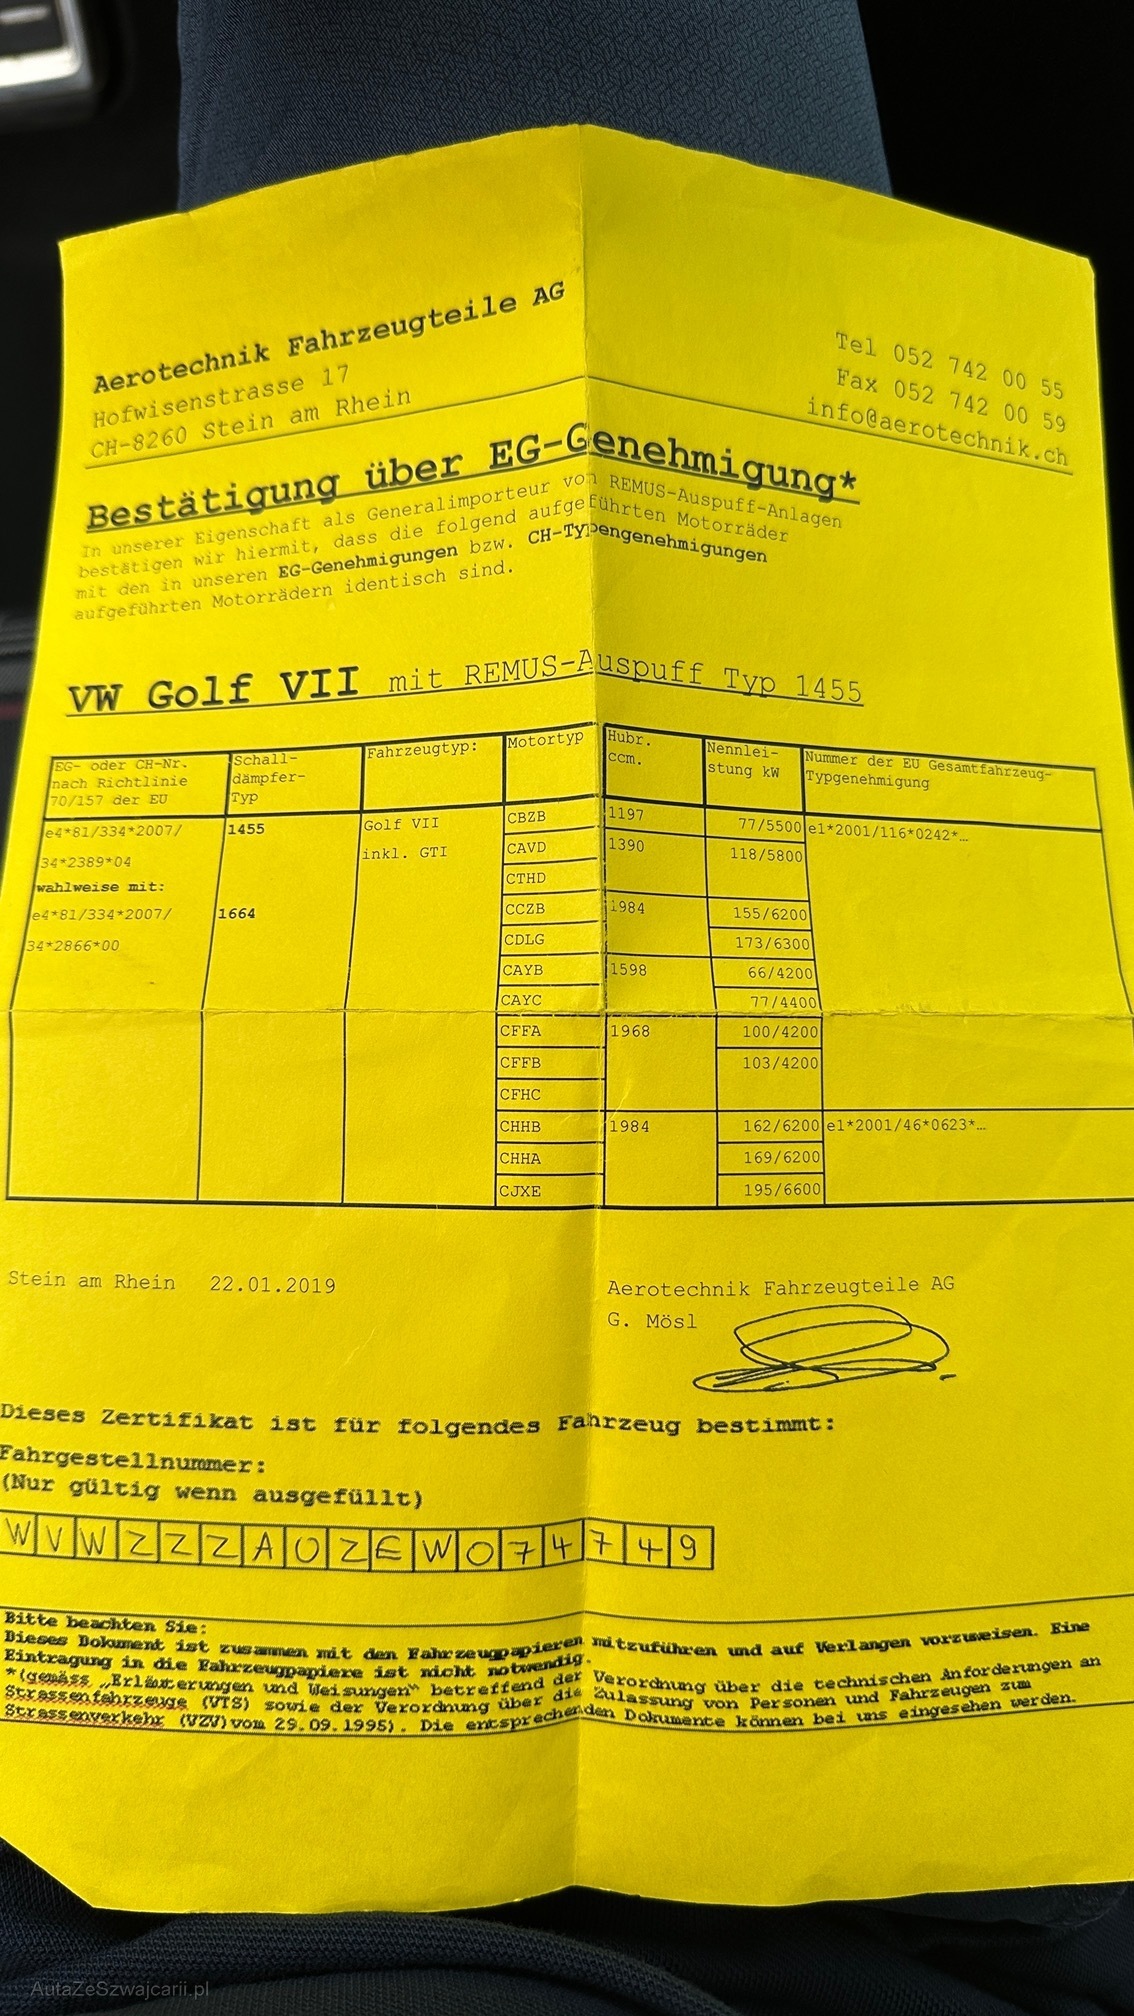 Aerotechnik Fahrzeugteile AG
Hofwisenstrasse 17
CH-8260 Stein am Rhein
Tel 052 742 00 55
Fax 052 742 00 59
info@aerotechnik.ch
Bestätigung über EG-Genehmigung*
In unserer Eigenschaft als Generalimporteur von REMUS-Auspuff-Anlagen
bestätigen wir hiermit, dass die folgend aufgeführten Motorräder
mit den in unseren EG-Genehmigungen bzw. CH-Typengenehmigungen
aufgeführten Motorrädern identisch sind.
VW Golf VII mit REMUS-Auspuff Typ 1455
EG- oder CH-Nr. nach Richtlinie 70/157 der EU | Schall-dämpfer-Typ | Fahrzeugtyp: | Motortyp | Hubr. ccm. | Nennlei-stung kW | Nummer der EU Gesamtfahrzeug-Typgenehmigung
e4*81/334*2007/ 1455 Golf VII CBZB 1197 77/5500 e1*2001/116*0242*…
34*2389*04 inkl. GTI CAVD 1390 118/5800
wahlweise mit: CTHD
e4*81/334*2007/ 1664 CCZB 1984 155/6200
34*2866*00 CDLG 173/6300
CAYB 1598 66/4200
CAYC 77/4400
CFFA 1968 100/4200
CFFB 103/4200
CFHC
CHHB 1984 162/6200 e1*2001/46*0623*…
CHHA 169/6200
CJXE 195/6600
Stein am Rhein 22.01.2019
Aerotechnik Fahrzeugteile AG
G. Mösl
Dieses Zertifikat ist für folgendes Fahrzeug bestimmt:
Fahrgestellnummer:
(Nur gültig wenn ausgefüllt)
WVWZZZAOZEWO74749
Bitte beachten Sie:
Dieses Dokument ist zusammen mit den Fahrzeugpapieren mitzuführen und auf Verlangen vorzuweisen. Eine
Eintragung in die Fahrzeugpapiere ist nicht notwendig.
*(gemäss „Erläuterungen und Weisungen" betreffend der Verordnung über die technischen Anforderungen an
Strassenfahrzeuge (VTS) sowie der Verordnung über die Zulassung von Personen und Fahrzeugen zum
Strassenverkehr (VZV)vom 29.09.1995). Die entsprechenden Dokumente können bei uns eingesehen werden.
AutaZeSzwajcarii.pl